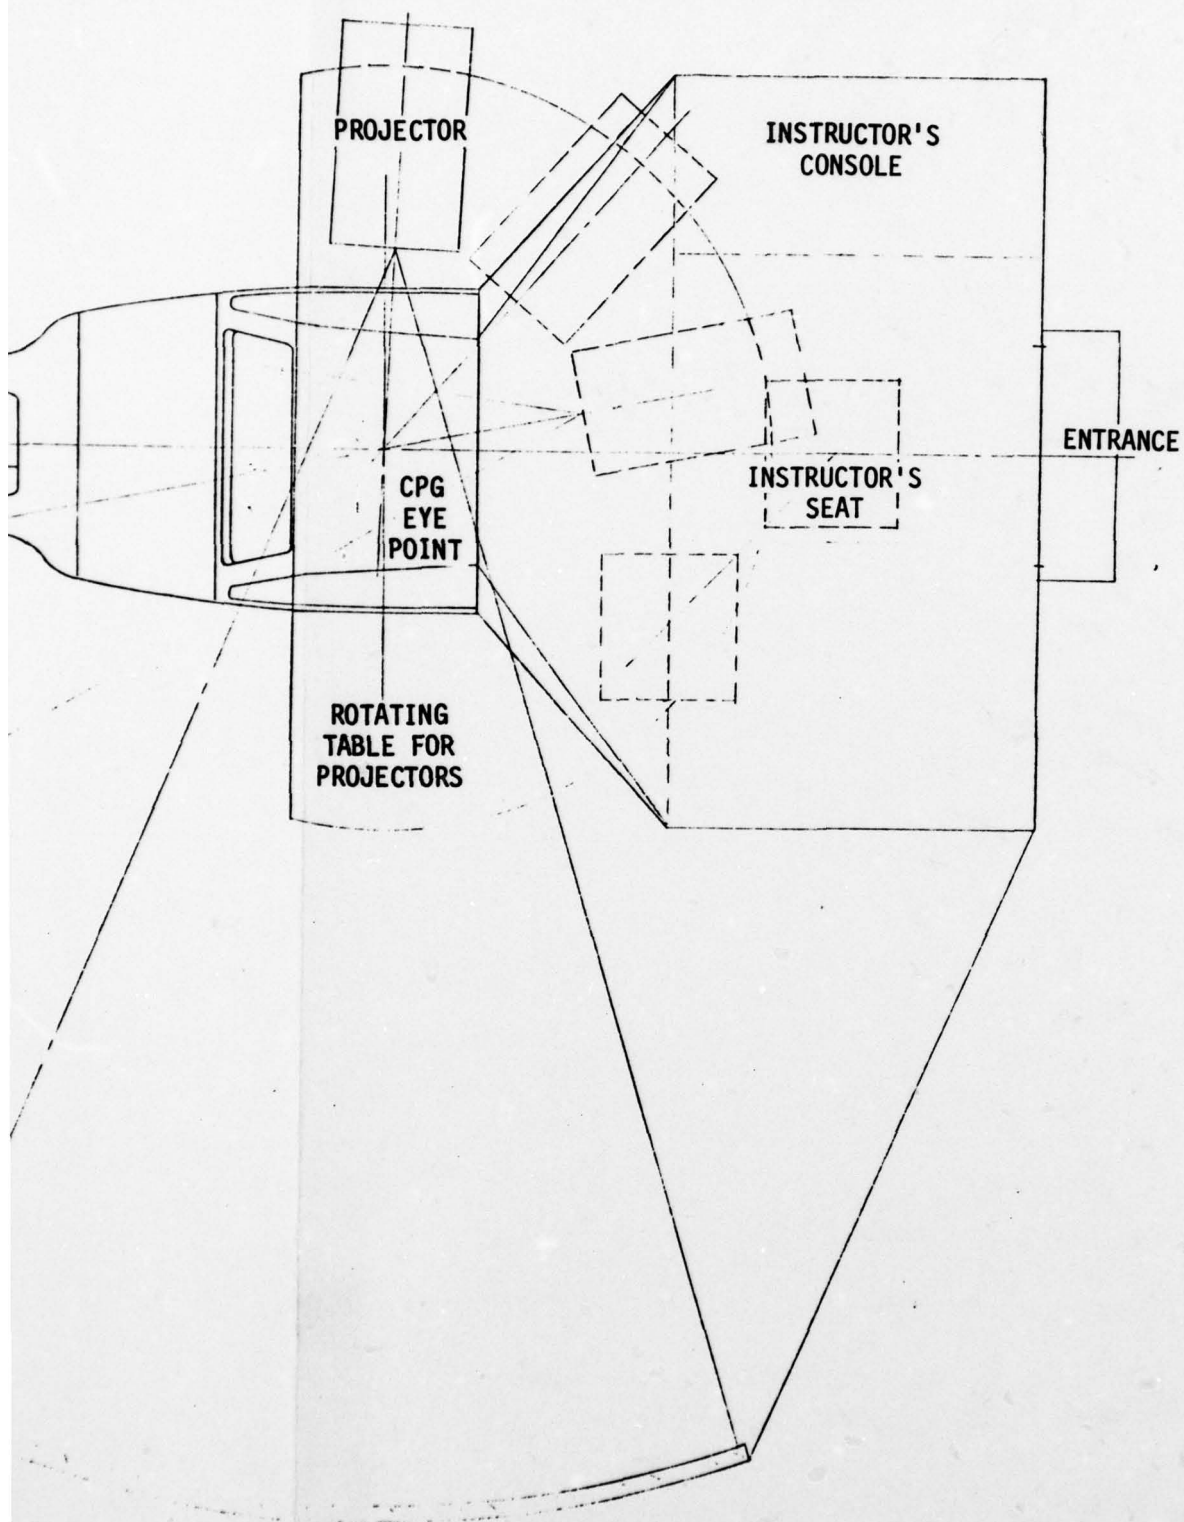 PROJECTOR
INSTRUCTOR'S
CONSOLE
ENTRANCE
INSTRUCTOR'S
SEAT
CPG
EYE
POINT
ROTATING
TABLE FOR
PROJECTORS